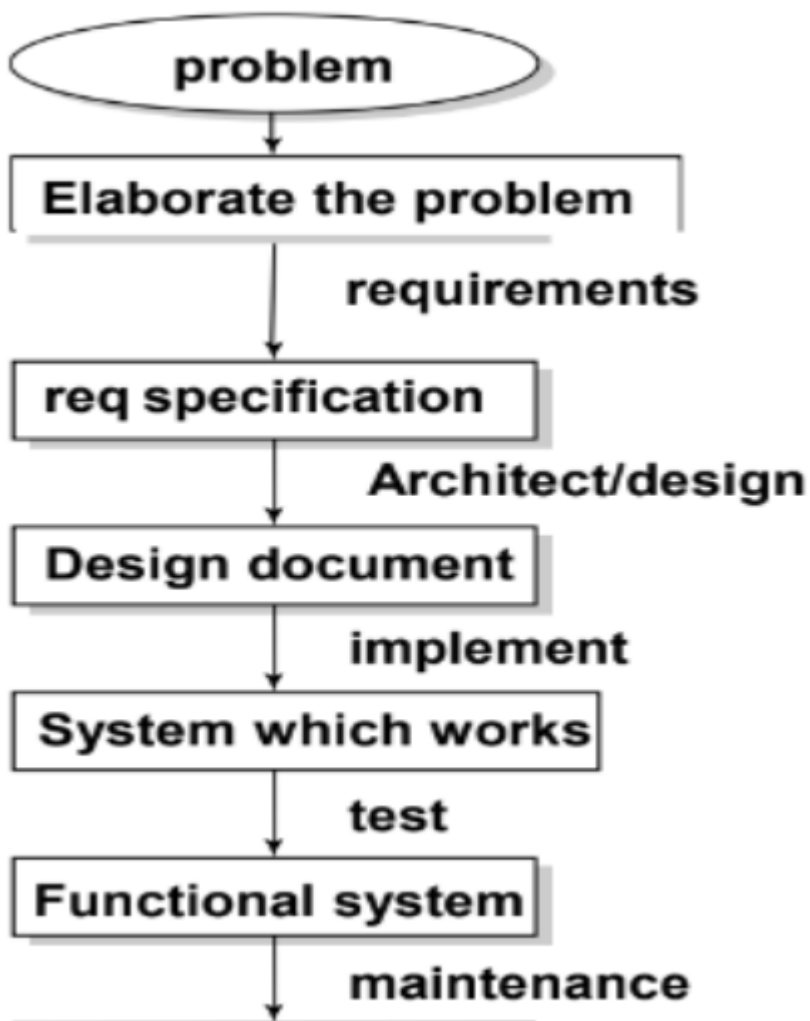 problem
Elaborate the problem
requirements
req specification
Architect/design
Design document
implement
System which works
test
Functional system
maintenance